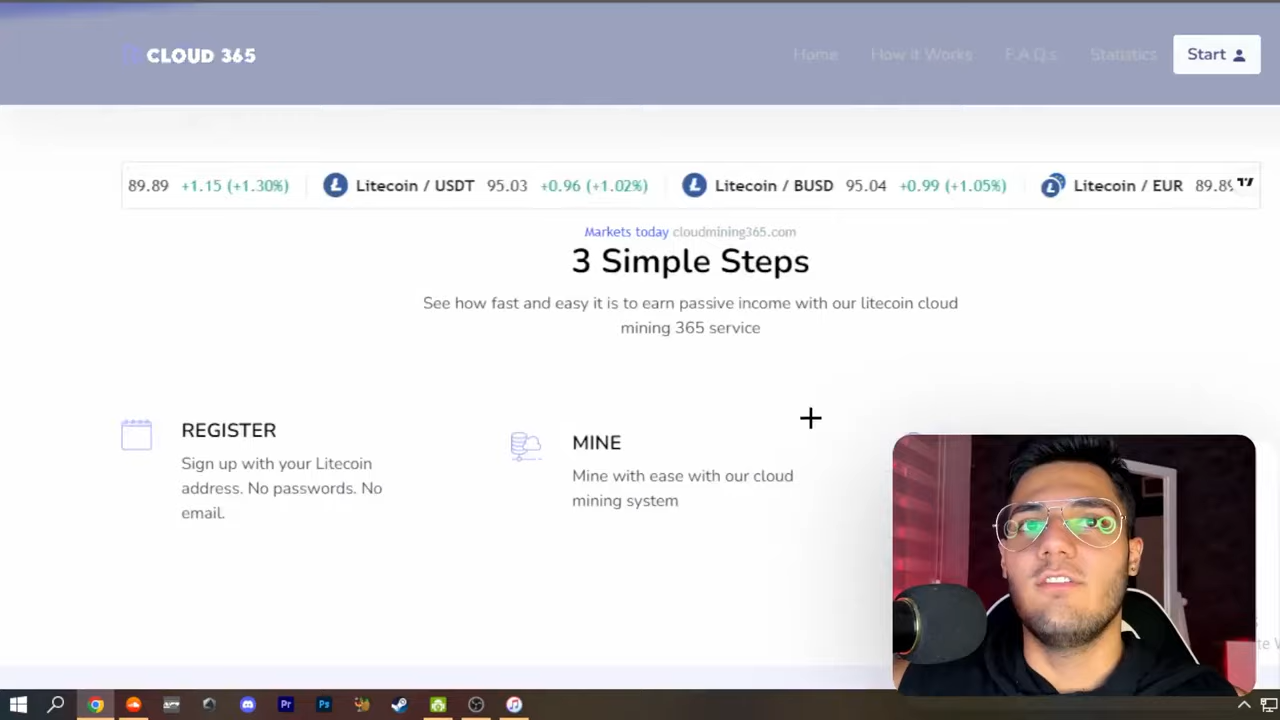 CLOUD 365
Home How it Works F.A.Q.s Statistics Start
89.89 +1.15 (+1.30%) Litecoin / USDT 95.03 +0.96 (+1.02%) Litecoin / BUSD 95.04 +0.99 (+1.05%) Litecoin / EUR 89.89
Markets today cloudmining365.com
3 Simple Steps
See how fast and easy it is to earn passive income with our litecoin cloud
mining 365 service
REGISTER
Sign up with your Litecoin
address. No passwords. No
email.
MINE
Mine with ease with our cloud
mining system
Pr
Ps